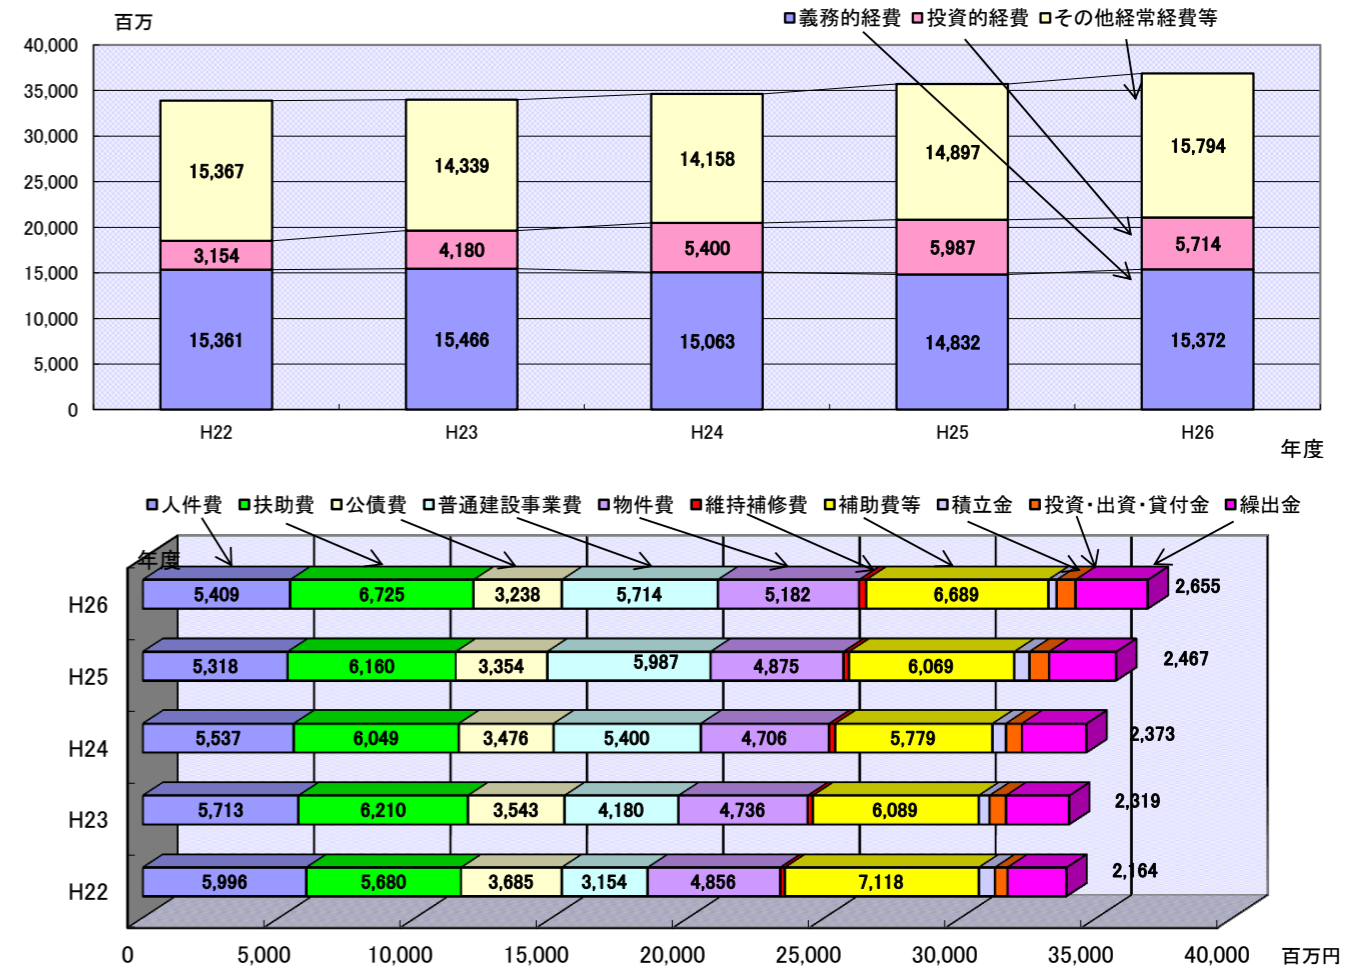 百万
■義務的経費 ■投資的経費 □その他経常経費等
40,000
35,000
30,000
25,000
20,000
15,000
10,000
5,000
0
15,367 14,339 14,158 14,897 15,794
3,154 4,180 5,400 5,987 5,714
15,361 15,466 15,063 14,832 15,372
H22 H23 H24 H25 H26
年度
■人件費 ■扶助費 □公債費 □普通建設事業費 ■物件費 ■維持補修費 ■補助費等 □積立金 ■投資・出資・貸付金 ■繰出金
年度
H26 5,409 6,725 3,238 5,714 5,182 6,689 2,655
H25 5,318 6,160 3,354 5,987 4,875 6,069 2,467
H24 5,537 6,049 3,476 5,400 4,706 5,779 2,373
H23 5,713 6,210 3,543 4,180 4,736 6,089 2,319
H22 5,996 5,680 3,685 3,154 4,856 7,118 2,164
0 5,000 10,000 15,000 20,000 25,000 30,000 35,000 40,000 百万円